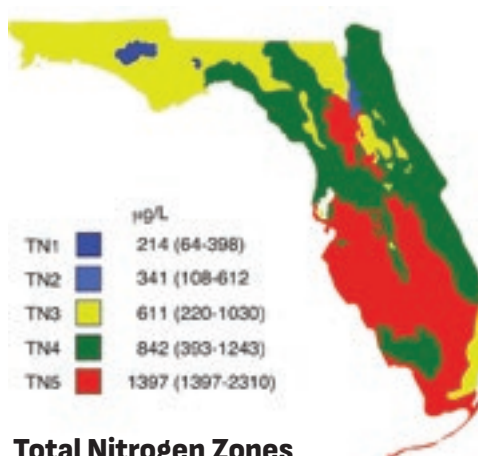 µg/L
TN1 214 (64-398)
TN2 341 (108-612
TN3 611 (220-1030)
TN4 842 (393-1243)
TN5 1397 (1397-2310)
Total Nitrogen Zones